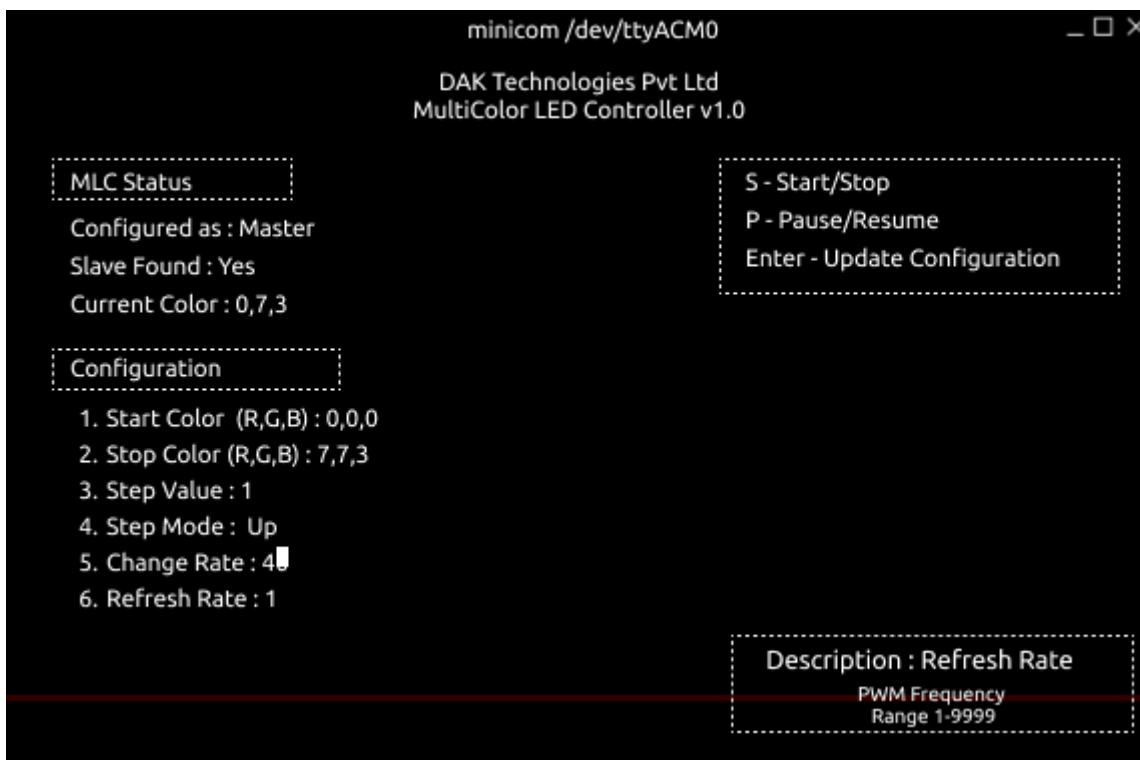 minicom /dev/ttyACM0
DAK Technologies Pvt Ltd
MultiColor LED Controller v1.0
MLC Status
Configured as : Master
Slave Found : Yes
Current Color : 0,7,3
S - Start/Stop
P - Pause/Resume
Enter - Update Configuration
Configuration
1. Start Color (R,G,B) : 0,0,0
2. Stop Color (R,G,B) : 7,7,3
3. Step Value : 1
4. Step Mode : Up
5. Change Rate :
6. Refresh Rate : 1
Description : Refresh Rate
PWM Frequency
Range 1-9999